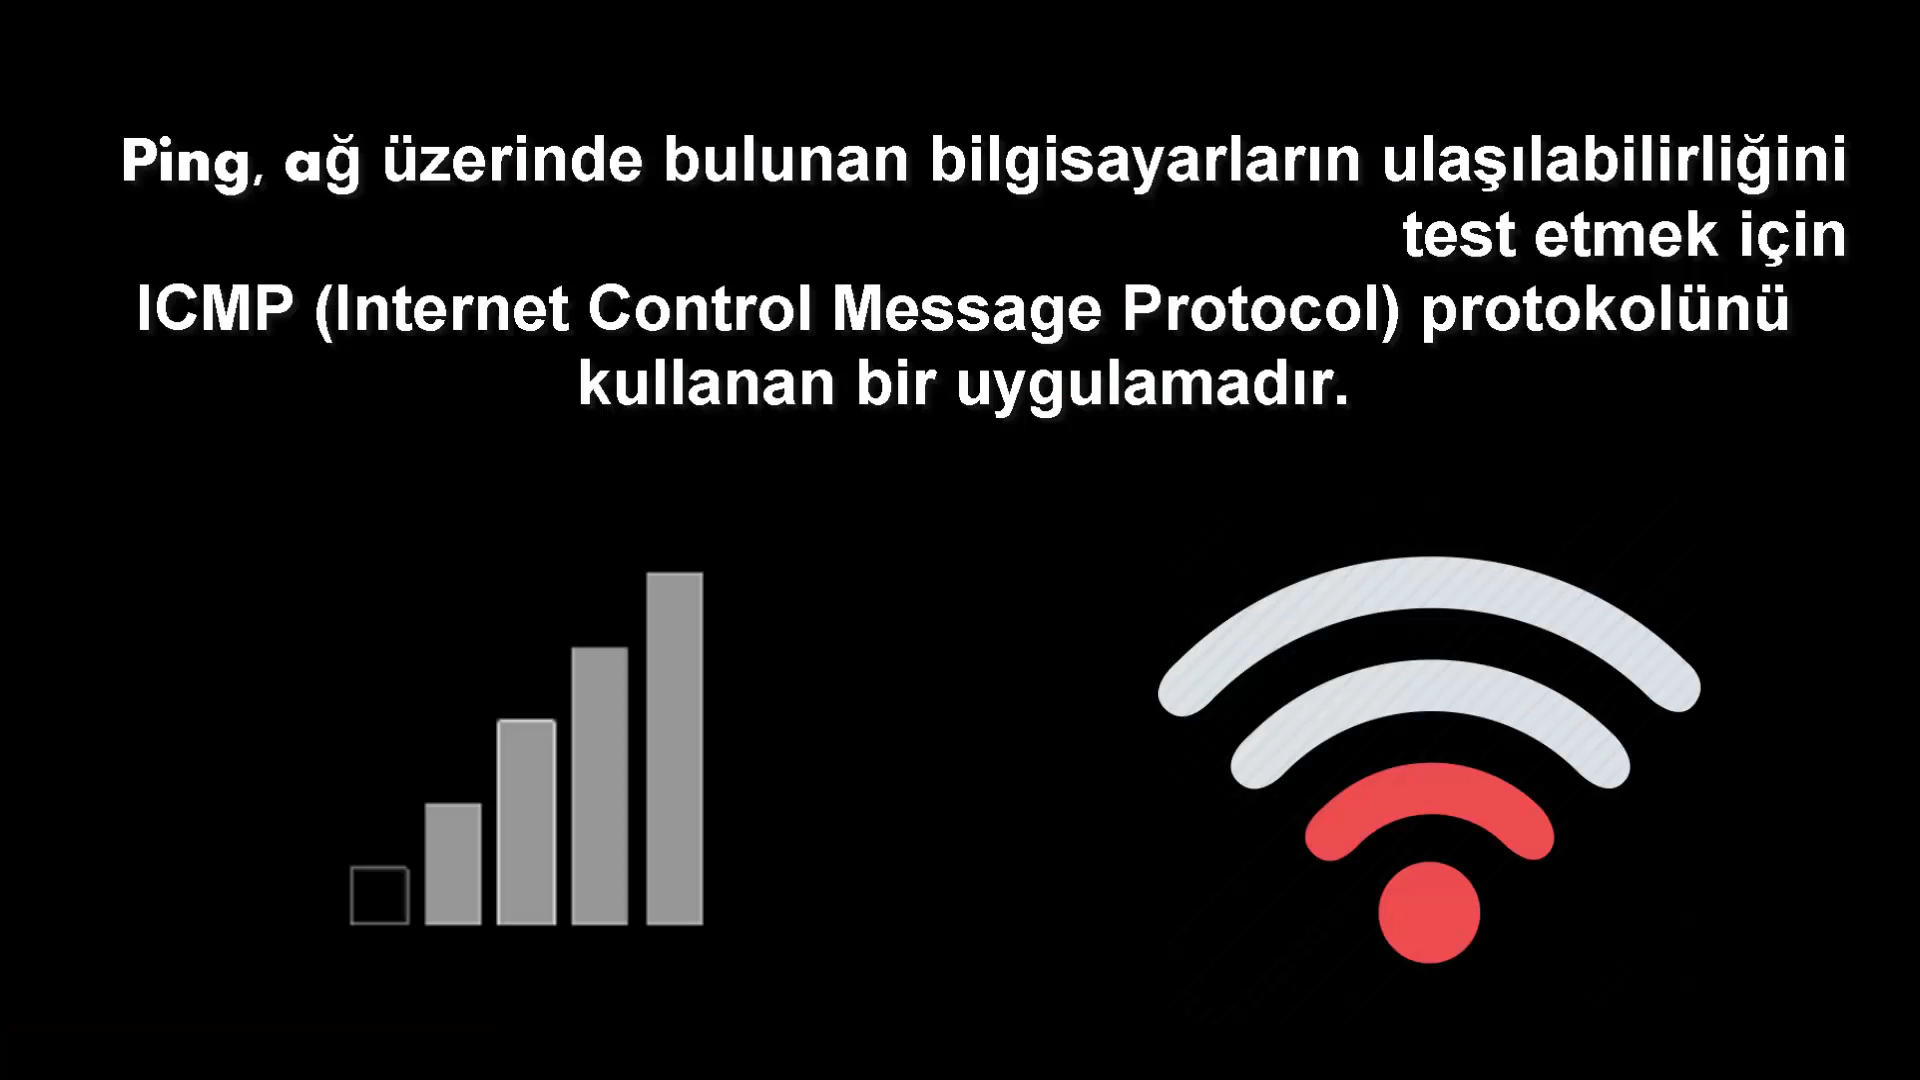 Ping, ağ üzerinde bulunan bilgisayarların ulaşılabilirliğini
test etmek için
ICMP (Internet Control Message Protocol) protokolünü
kullanan bir uygulamadır.